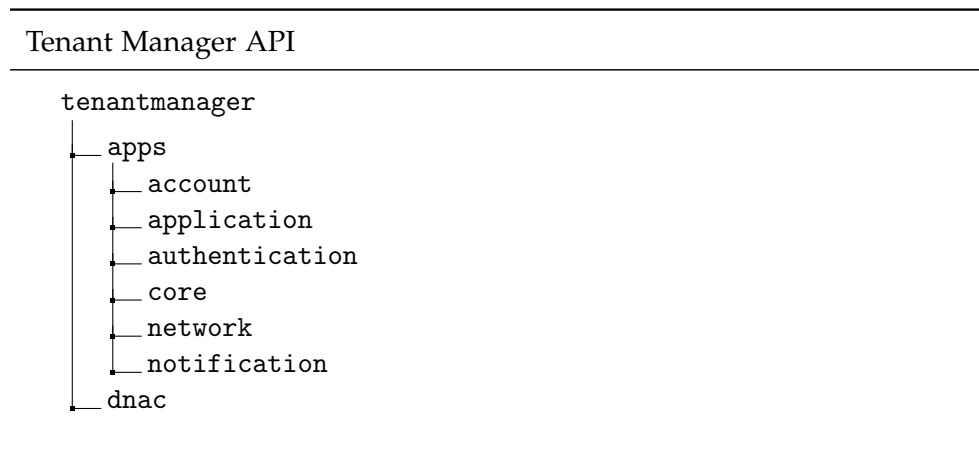 Tenant Manager API
tenantmanager
apps
account
application
authentication
core
network
notification
dnac